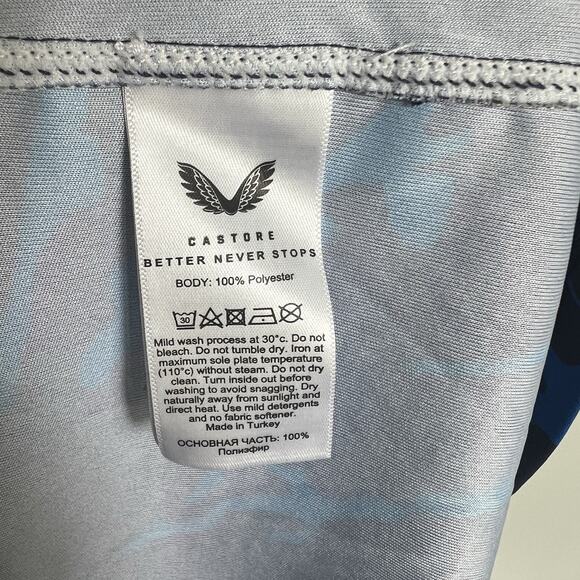 CASTORE
BETTER NEVER STOPS
BODY: 100% Polyester
30
Mild wash process at 30°c. Do not
bleach. Do not tumble dry. Iron at
maximum sole plate temperature
(110°c) without steam. Do not dry
clean. Turn inside out before
washing to avoid snagging. Dry
naturally away from sunlight and
direct heat. Use mild detergents
and no fabric softener.
Made in Turkey
ОСНОВНАЯ ЧАСТЬ: 100%
Полиэфир